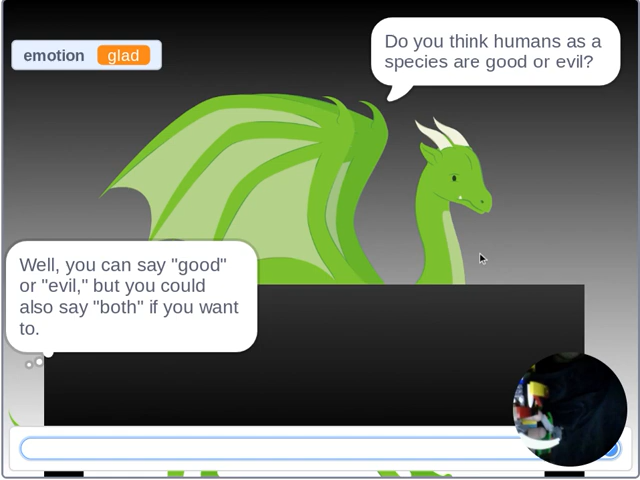 emotion glad
Do you think humans as a
species are good or evil?
Well, you can say "good"
or "evil," but you could
also say "both" if you want
to.